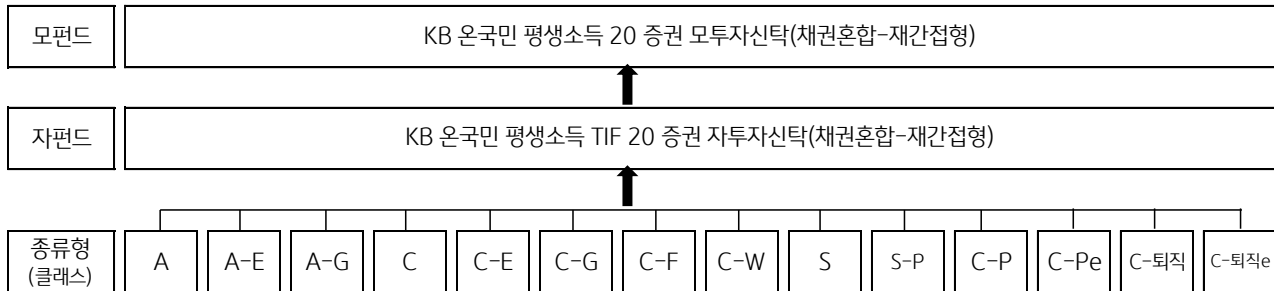 모펀드
KB 온국민 평생소득 20 증권 모투자신탁(채권혼합-재간접형)
자펀드
KB 온국민 평생소득 TIF 20 증권 자투자신탁(채권혼합-재간접형)
종류형
(클래스)
A
A-E
A-G
C
C-E
C-G
C-F
C-W
S
S-P
C-P
C-Pe
C-퇴직
C-퇴직e